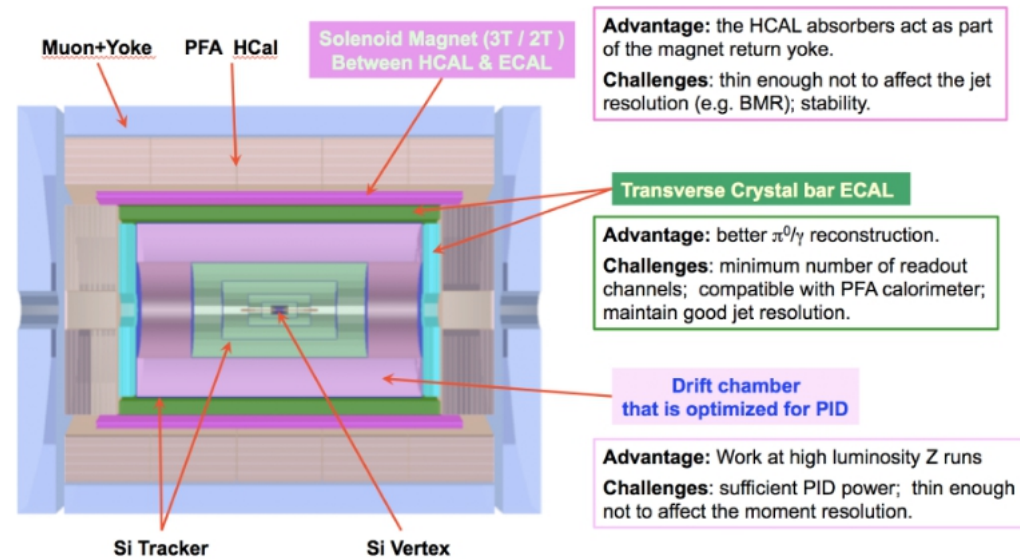 Muon+Yoke
PFA HCal
Solenoid Magnet (3T / 2T )
Between HCAL & ECAL
Advantage: the HCAL absorbers act as part
of the magnet return yoke.
Challenges: thin enough not to affect the jet
resolution (e.g. BMR); stability.
Transverse Crystal bar ECAL
Advantage: better π⁰/γ reconstruction.
Challenges: minimum number of readout
channels; compatible with PFA calorimeter;
maintain good jet resolution.
Drift chamber
that is optimized for PID
Advantage: Work at high luminosity Z runs
Challenges: sufficient PID power; thin enough
not to affect the moment resolution.
Si Tracker
Si Vertex